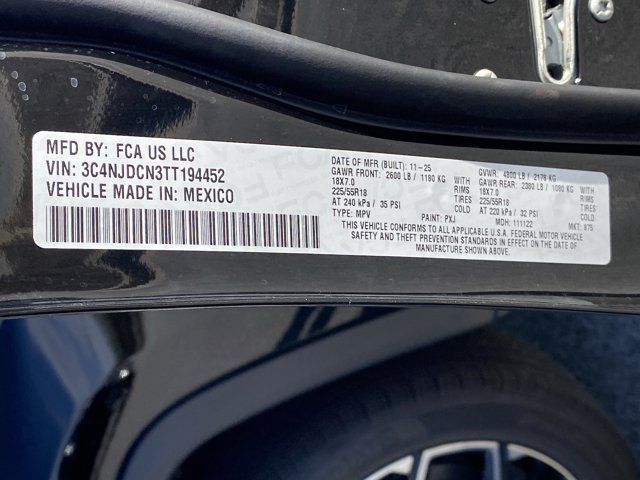 MFD BY: FCA US LLC
VIN: 3C4NJDCN3TT194452
VEHICLE MADE IN: MEXICO
DATE OF MFR (BUILT): 11-25 GVWR: 4800 LB / 2178 KG
GAWR FRONT: 2600 LB / 1180 KG WITH GAWR REAR: 2380 LB / 1080 KG WITH
18X7.0 RIMS 18X7.0 RIMS
225/55R18 TIRES 225/55R18 TIRES
AT 240 kPa / 35 PSI COLD AT 220 kPa / 32 PSI COLD
TYPE: MPV PAINT: PXJ MDH: 111122 MKT: 875
THIS VEHICLE CONFORMS TO ALL APPLICABLE U.S.A. FEDERAL MOTOR VEHICLE
SAFETY AND THEFT PREVENTION STANDARDS IN EFFECT ON THE DATE OF
MANUFACTURE SHOWN ABOVE.